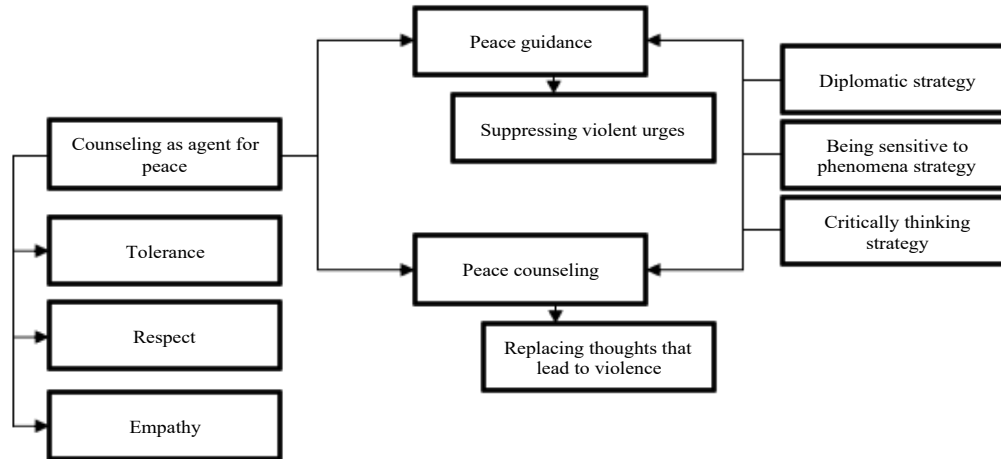 Peace guidance
Diplomatic strategy
Suppressing violent urges
Counseling as agent for
peace
Being sensitive to
phenomena strategy
Critically thinking
strategy
Tolerance
Peace counseling
Respect
Replacing thoughts that
lead to violence
Empathy